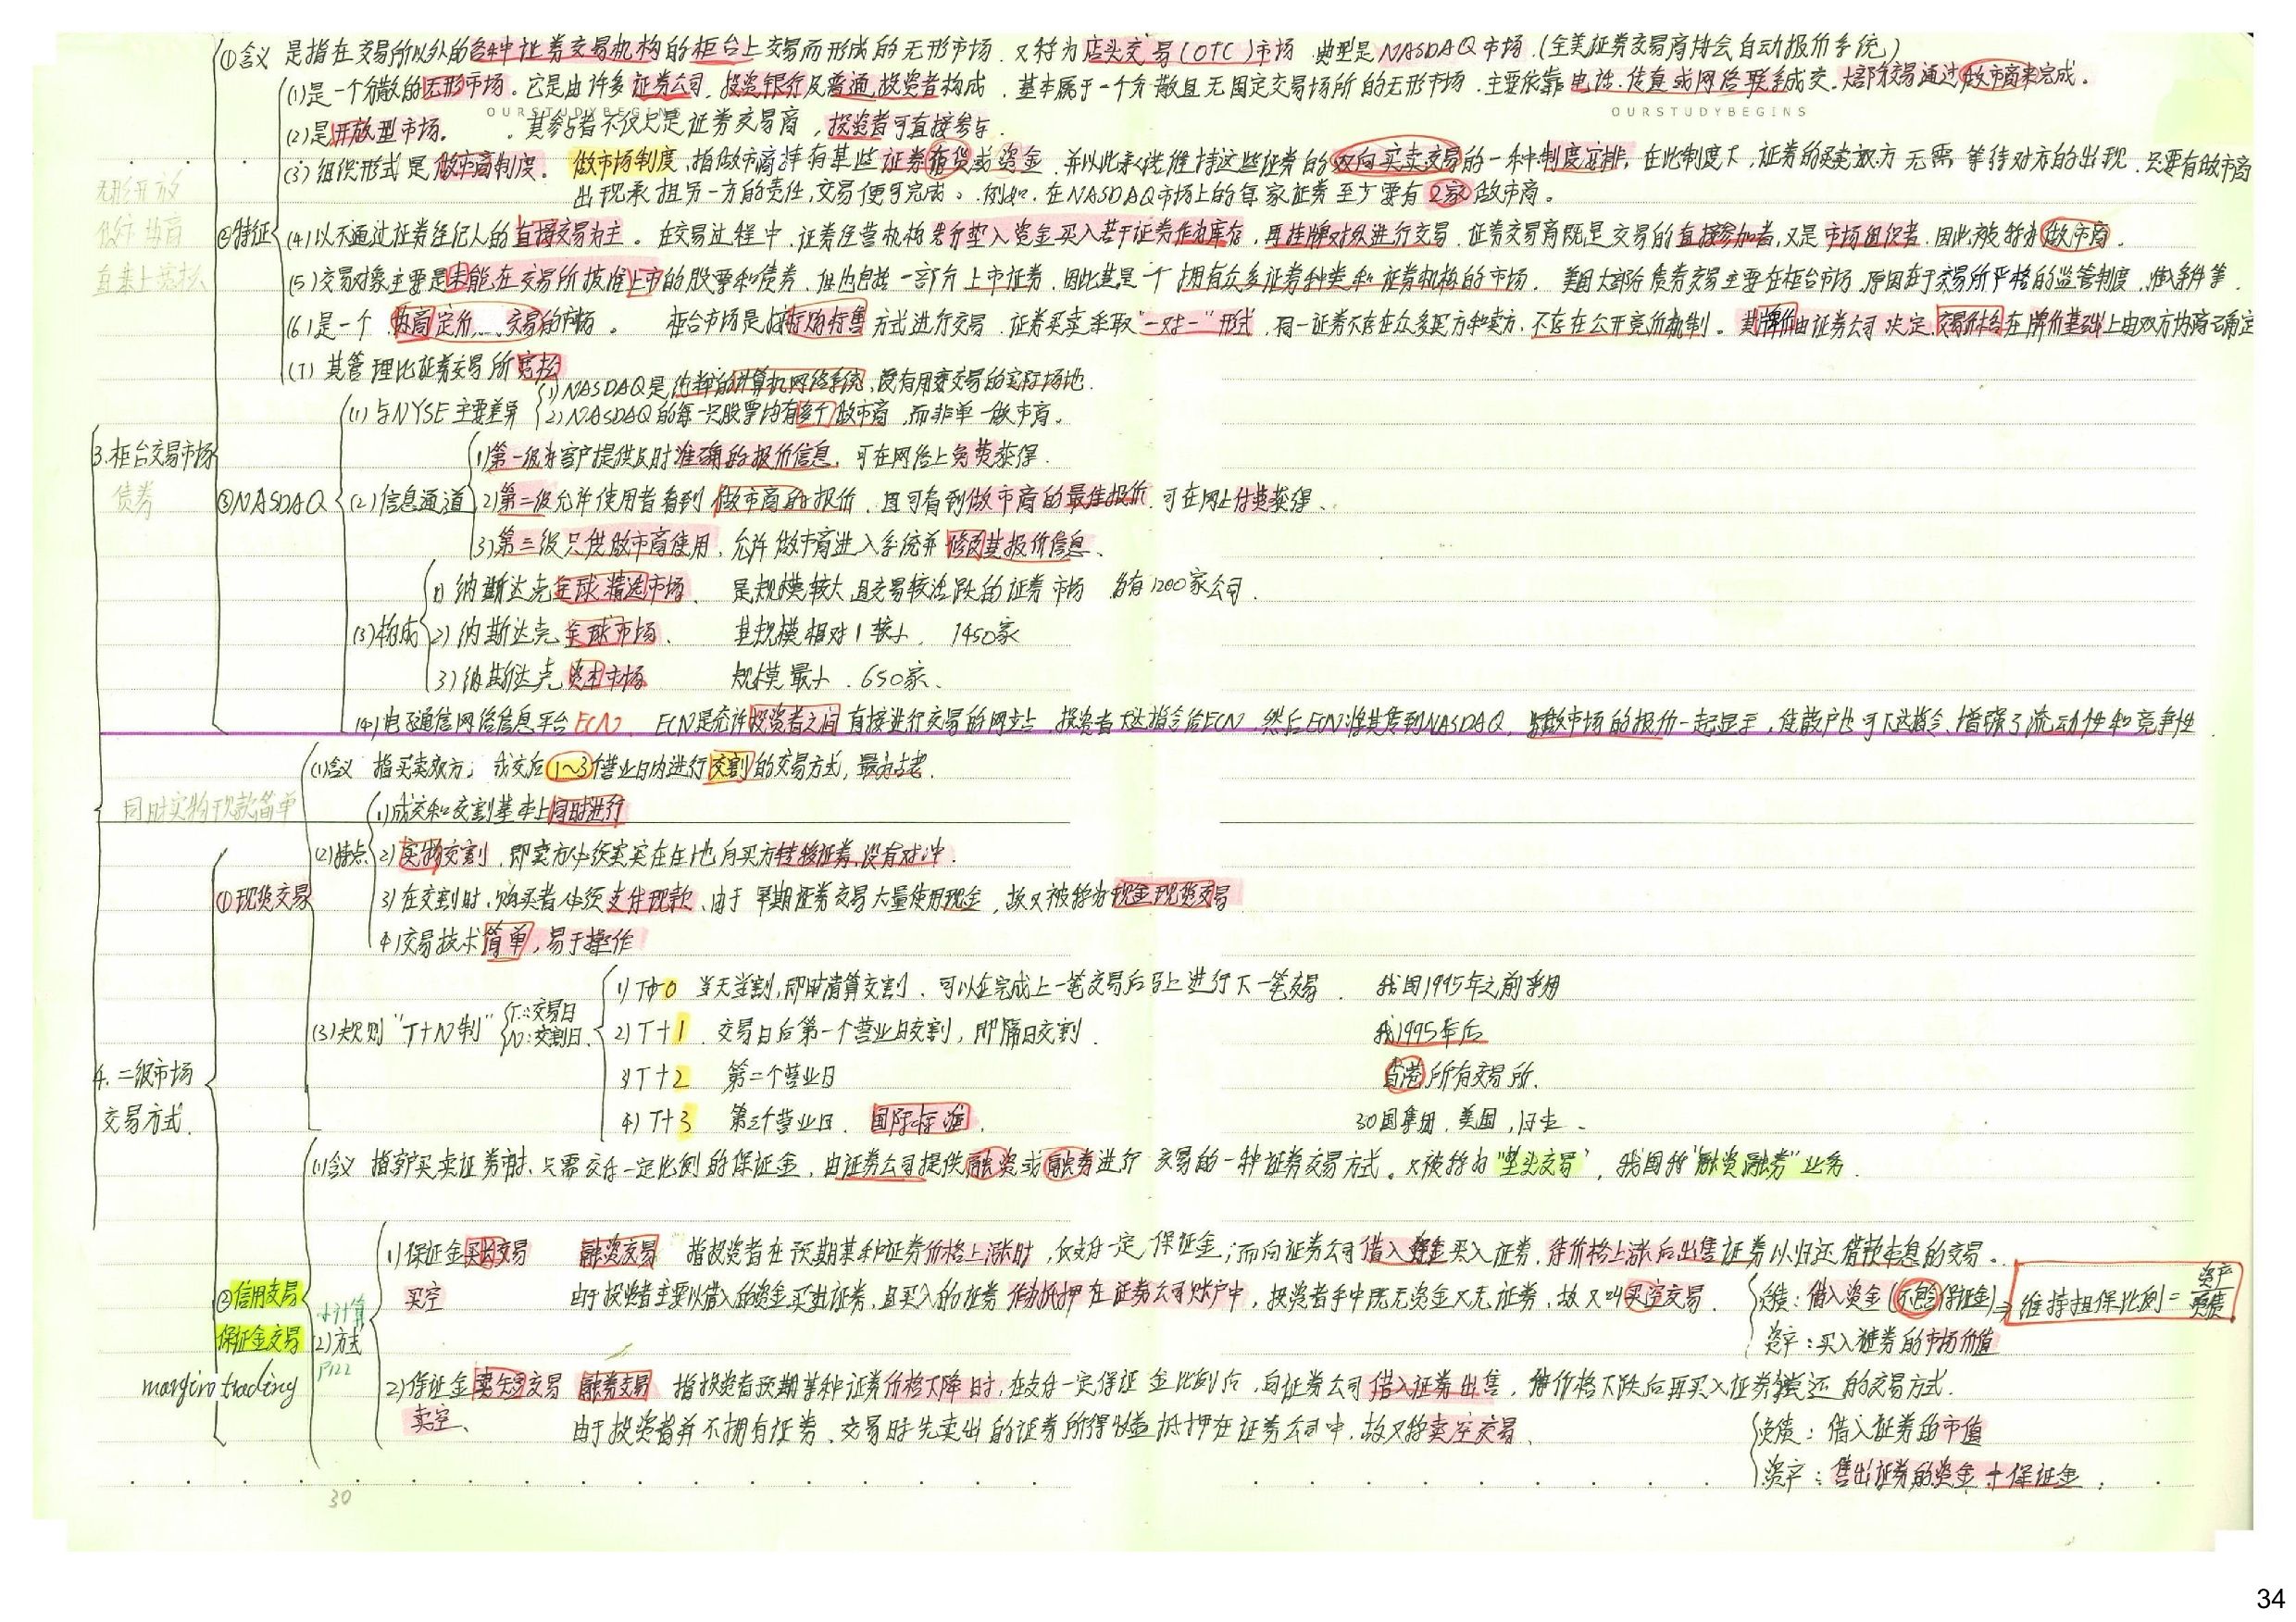 ①含义 是指在交易所以外的各种证券交易机构的柜台上交易而形成的无形市场.又称为店头交易(OTC)市场.典型是NASDAQ市场.(全美证券交易商协会自动报价系统)
(1)是一个分散的无形市场。它是由许多证券公司、投资银行及普通投资者构成.基本属于一个分散且无固定交易场所的无形市场.主要依靠电话、传真或网络联系成交.大部分交易通过做市商来完成。
OURSTUDYBEGINS
OURSTUDYBEGINS
(2)是开放型市场。.其参与者不仅只是证券交易商,投资者可直接参与.
(3)组织形式是做市商制度。做市场制度,指做市商持有某些证券存货或资金.并以此承诺维持这些证券的双向买卖交易的一种制度安排,在此制度下,证券的买卖双方无需等待对方的出现.只要有做市商
出现承担另一方的责任,交易便可完成。例如,在NASDAQ市场上的每家证券至少要有2家做市商。
无形开放
做市 协商
直接上宽松
②特征
(4)以不通过证券经纪人的直接交易为主。在交易过程中,证券经营机构先行垫入资金买入若干证券作为库存,再挂牌对外进行交易.证券交易商既是交易的直接参加者,又是市场组织者.因此被称为做市商.
(5)交易对象主要是未能在交易所批准上市的股票和债券.但也包括一部分上市证券.因此其是一个拥有众多证券种类和证券机构的市场.美国大部分债券交易主要在柜台市场.原因在于交易所严格的监管制度.准入条件等.
(6)是一个协商定价 交易的市场。柜台市场是 方式进行交易.证券买卖采取"一对一"形式,同一证券不存在众多买方和卖方.不存在公开竞价机制。其牌价由证券公司决定,交易价格在牌价基础上由双方协商确定
(7)其管理比证券交易所宽松
3.柜台交易市场
债券
③NASDAQ
(1)与NYSE主要差异
1)NASDAQ是 的计算机网络系统,没有用来交易的实际场地.
2)NASDAQ的每一只股票均有多个做市商,而非单一做市商。
(2)信息通道
1)第一级为客户提供及时准确的报价信息,可在网络上免费获得.
2)第二级允许使用者看到做市商的报价.且可看到做市商的最佳报价.可在网上付费获得、
3)第三级只供做市商使用,允许做市商进入系统并修改其报价信息、
(3)构成
1)纳斯达克全球精选市场、是规模较大且交易较活跃的证券市场 约有1200家公司.
2)纳斯达克全球市场、其规模相对较小.1450家
3)纳斯达克资本市场 规模最小.650家、
(4)电子通信网络信息平台ECN、ECN是允许投资者之间直接进行交易的网站.投资者下达指令给ECN.然后ECN将其传到NASDAQ,与做市场的报价一起显示,使散户也可下达指令、增强了流动性和竞争性
4.二级市场
交易方式.
同时实物现款简单
①现货交易
(1)含义 指买卖双方,成交后1~3个营业日内进行交割的交易方式,最为古老.
(2)特点
1)成交和交割基本上同时进行
2)实物交割,即卖方必须实实在在地向买方转移证券,没有对冲.
3)在交割时,购买者必须支付现款、由于早期证券交易大量使用现金,故又被称为现金现货交易
4)交易技术简单,易于操作
(3)规则"T+N制"
T:交易日
N:交割日、
1)T+0 当天交割,即时清算交割、可以在完成上一笔交易后马上进行下一笔交易.我国1995年之前采用
2)T+1.交易日后第一个营业日交割,即隔日交割.我1995年后
3)T+2 第二个营业日 香港所有交易所.
4)T+3 第三个营业日.国际标准.30国集团,美国,日本、
②信用交易
保证金交易
margin trading
(1)含义 指客户买卖证券时,只需交付一定比例的保证金,由证券公司提供融资或融券进行交易的一种证券交易方式。又被称为"垫头交易",我国称"融资融券"业务.
计算
(2)方式
P122
1)保证金买长交易 融资交易 指投资者在预期某种证券价格上涨时,仅支付一定保证金,而向证券公司借入资金买入证券,待价格上涨后出售证券以归还借款本息的交易。
买空 由于投资者主要以借入的资金买进证券,且买入的证券作为抵押在证券公司账户中,投资者手中既无资金又无证券,故又叫买空交易.
负债:借入资金(不含保证金)⇒维持担保比例=资产/负债
资产:买入证券的市场价值
2)保证金卖短交易 融券交易 指投资者预期某种证券价格下降时,在支付一定保证金比例后,向证券公司借入证券出售,待价格下跌后再买入证券偿还的交易方式.
卖空、由于投资者并不拥有证券,交易时先卖出的证券所得收益抵押在证券公司中,故又称卖空交易、
负债:借入证券的市值
资产:售出证券的资金+保证金;
30
34